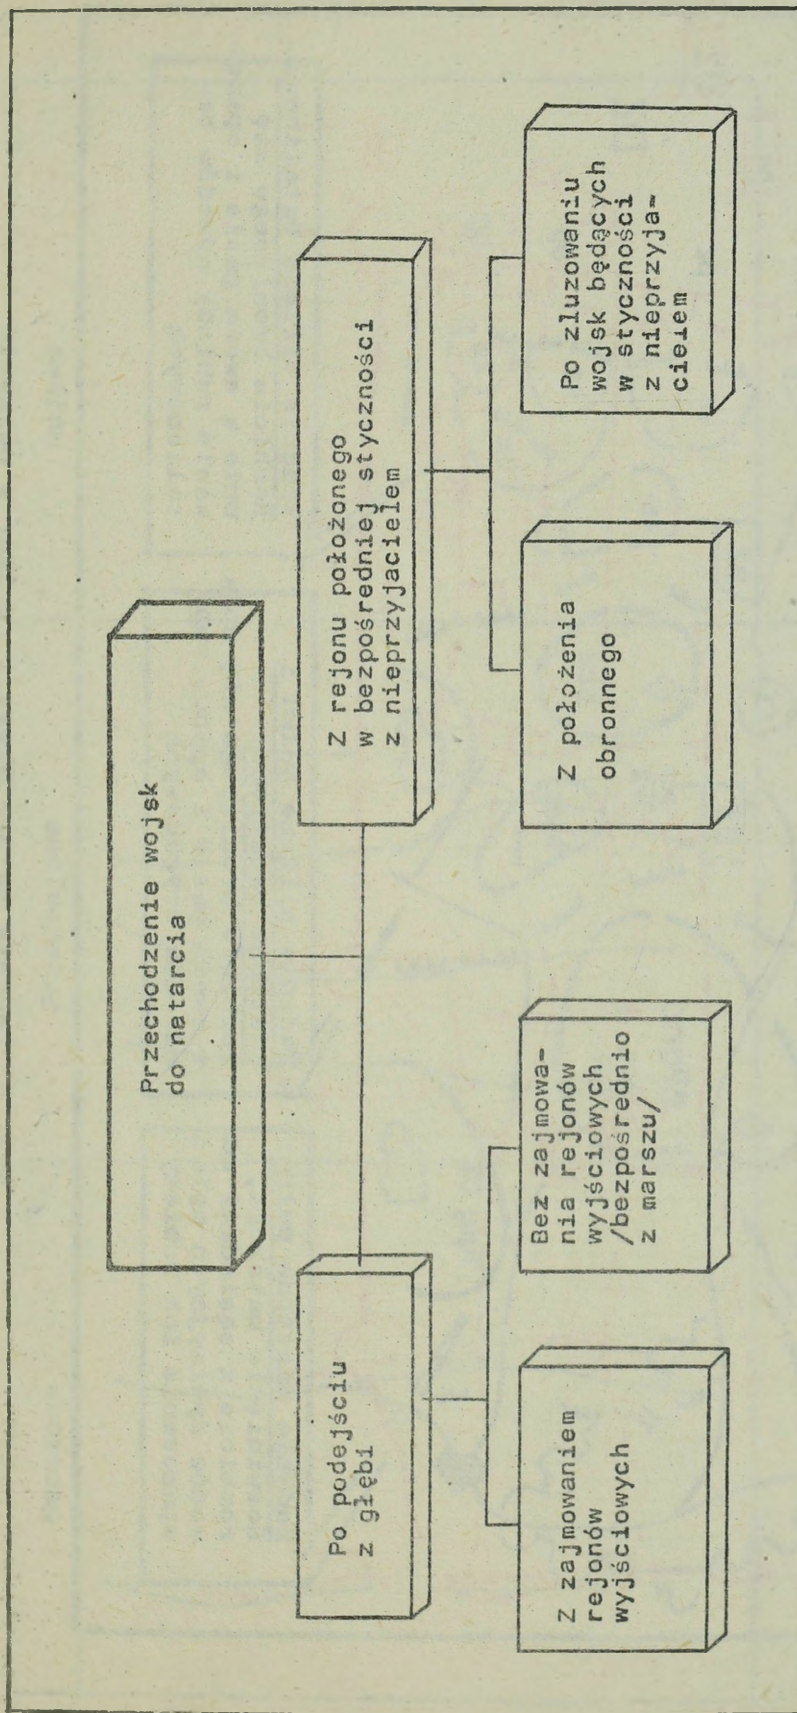 Przechodzenie wojsk
do natarcia
Po podejściu
z głębi
Z rejonu położonego
w bezpośredniej styczności
z nieprzyjacielem
Z zajmowaniem
rejonów
wyjściowych
Bez zajmowa-
nia rejonów
wyjściowych
/bezpośrednio
z marszu/
Z położenia
obronnego
Po zluzowaniu
wojsk będących
w styczności
z nieprzyja-
cielem